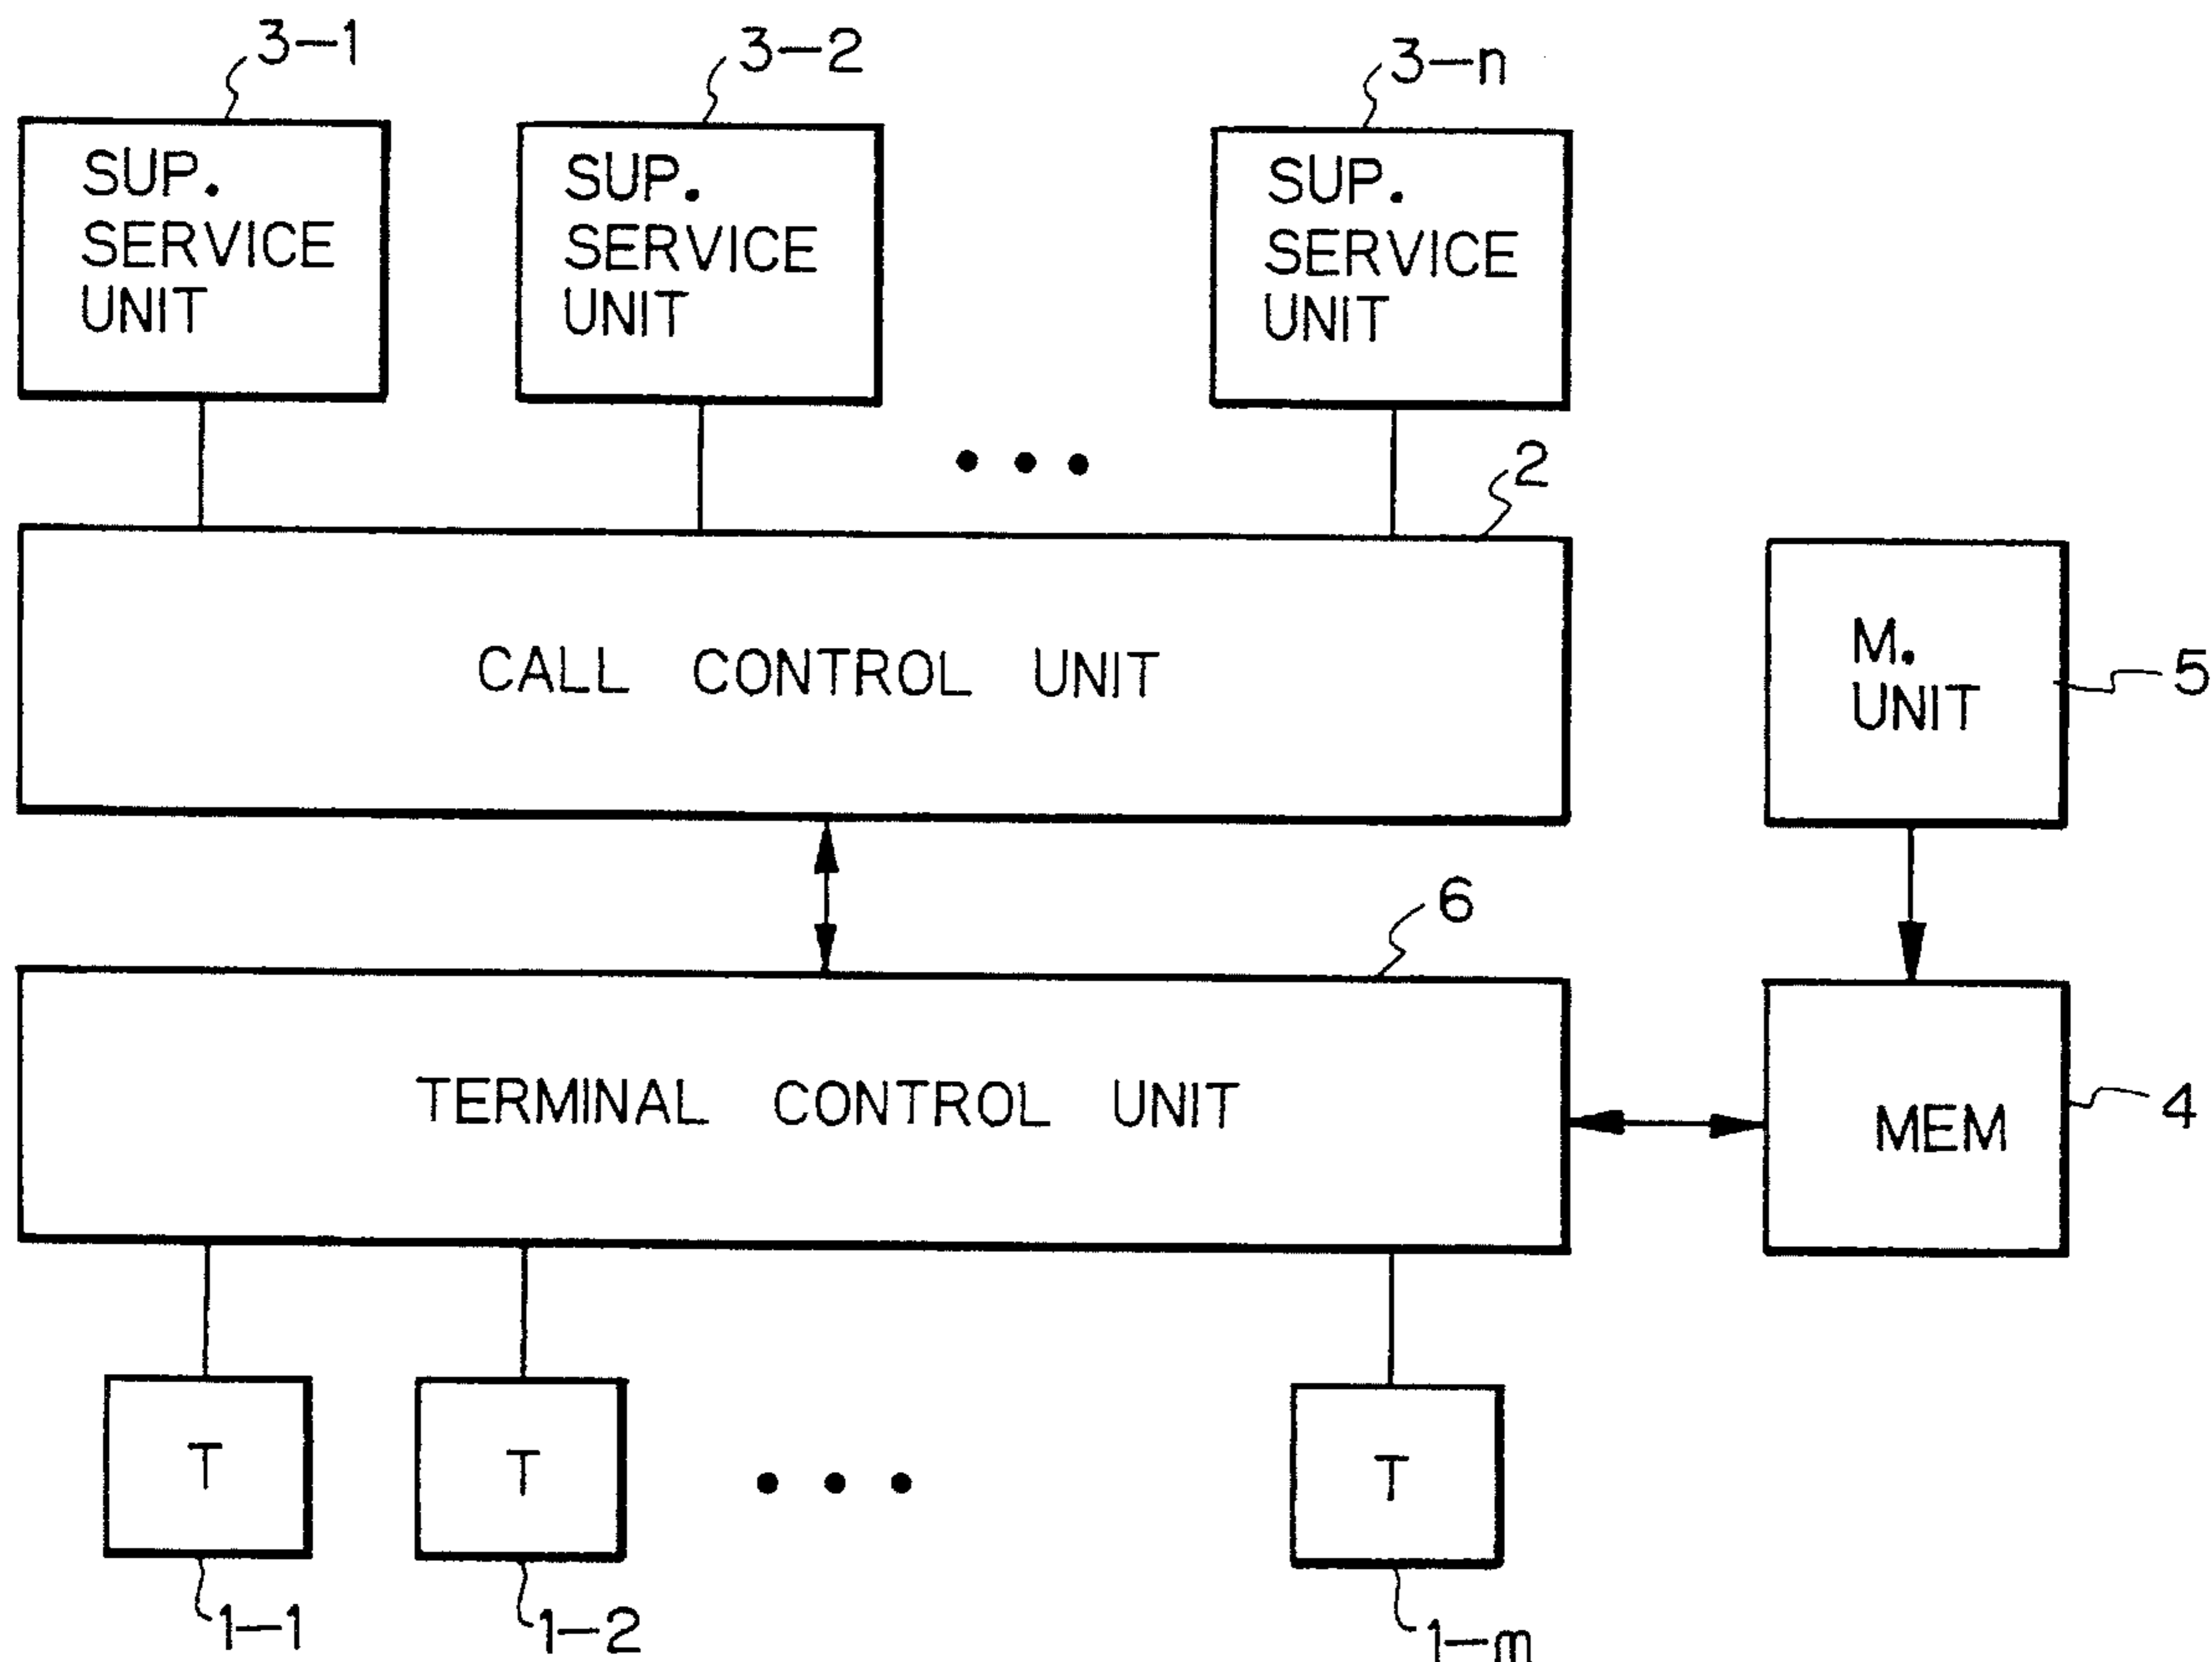 3-1
3-2
3-n
SUP.
SERVICE
UNIT
SUP.
SERVICE
UNIT
SUP.
SERVICE
UNIT
2
CALL CONTROL UNIT
M.
UNIT
5
6
TERMINAL CONTROL UNIT
MEM
4
T
T
T
1-1
1-2
1-m